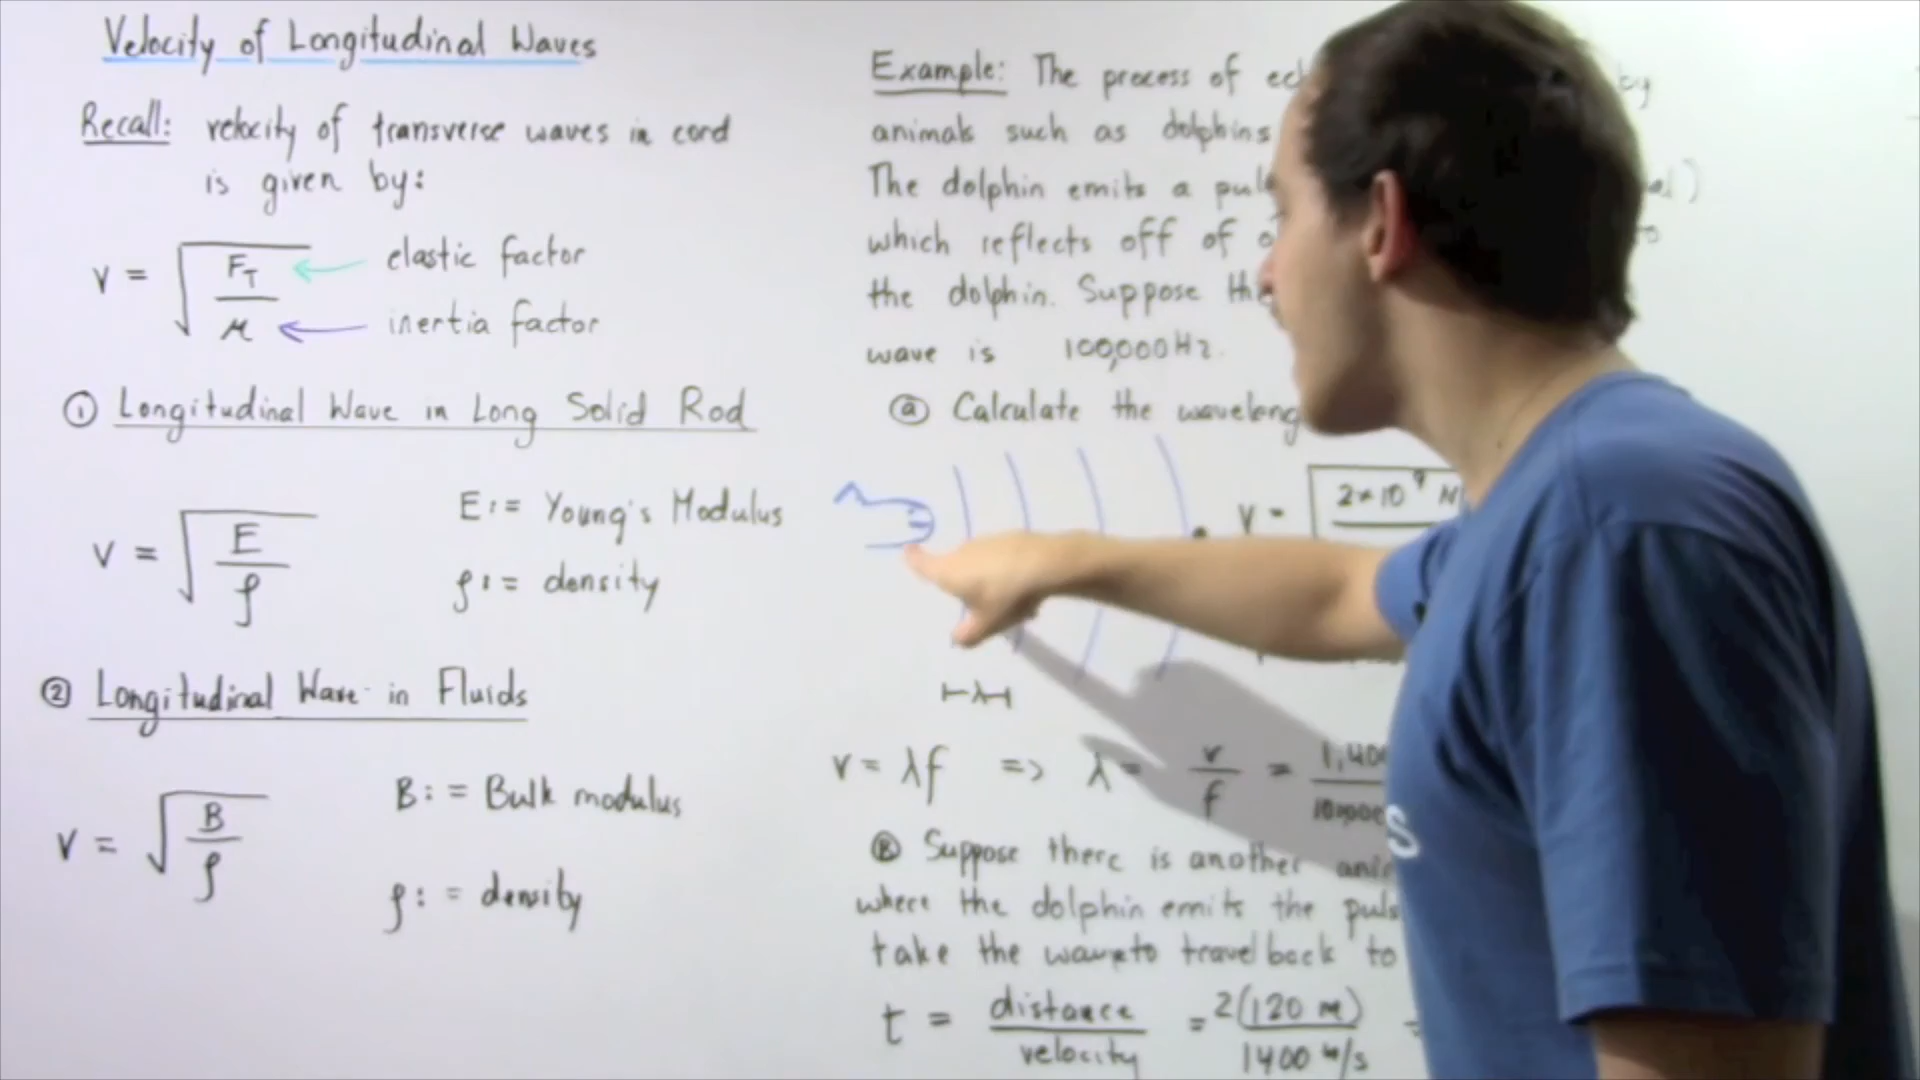 Velocity of Longitudinal Waves
Recall: velocity of transverse waves in cord
is given by:
v = √(F_T / μ)
elastic factor
inertia factor
① Longitudinal Wave in Long Solid Rod
v = √(E / ρ)
E := Young's Modulus
ρ := density
② Longitudinal Wave in Fluids
v = √(B / ρ)
B := Bulk modulus
ρ := density
Example: The process of by
animals such as dolphins
The dolphin emits a
which reflects off of
the dolphin. Suppose
wave is 100,000 Hz.
ⓐ Calculate the
v = 2×10⁹ N
⊢λ⊣
v = λf => λ = v/f =
Ⓑ Suppose there is another
where the dolphin emits the
take the wave to travel back to
t = distance/velocity = 2(120 m)/1400 m/s =
S